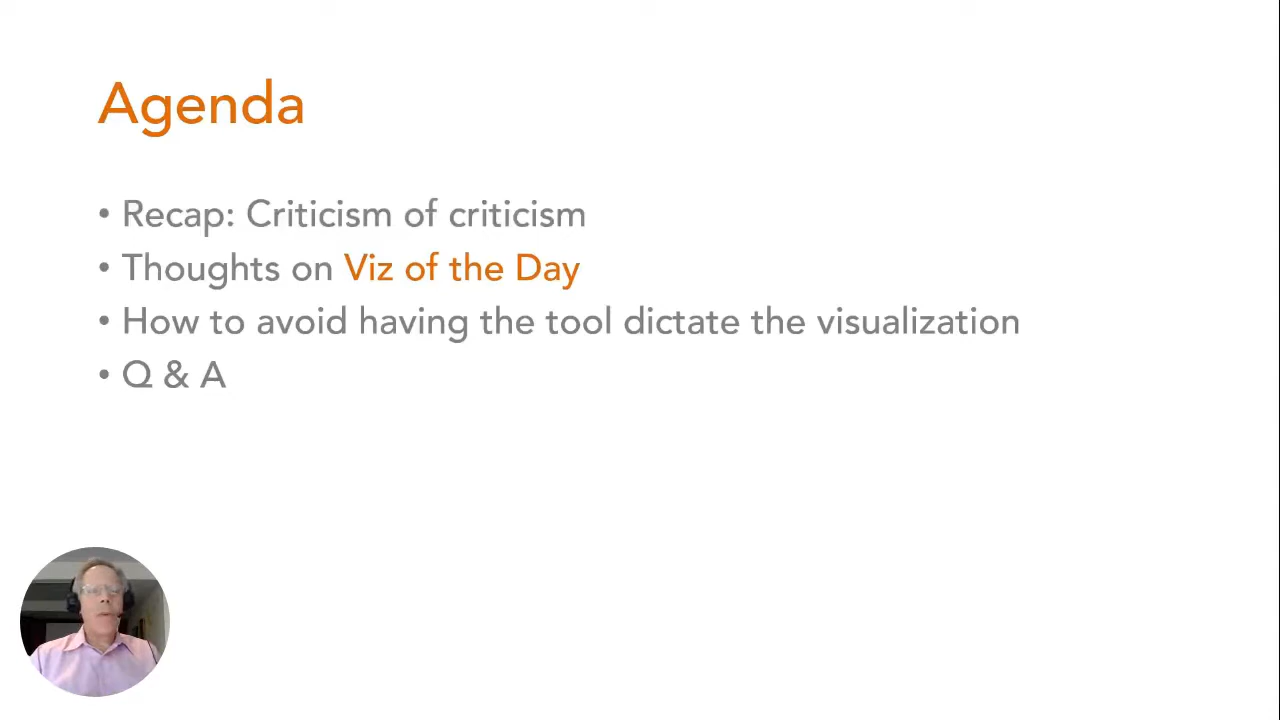 Agenda
• Recap: Criticism of criticism
• Thoughts on Viz of the Day
• How to avoid having the tool dictate the visualization
• Q & A